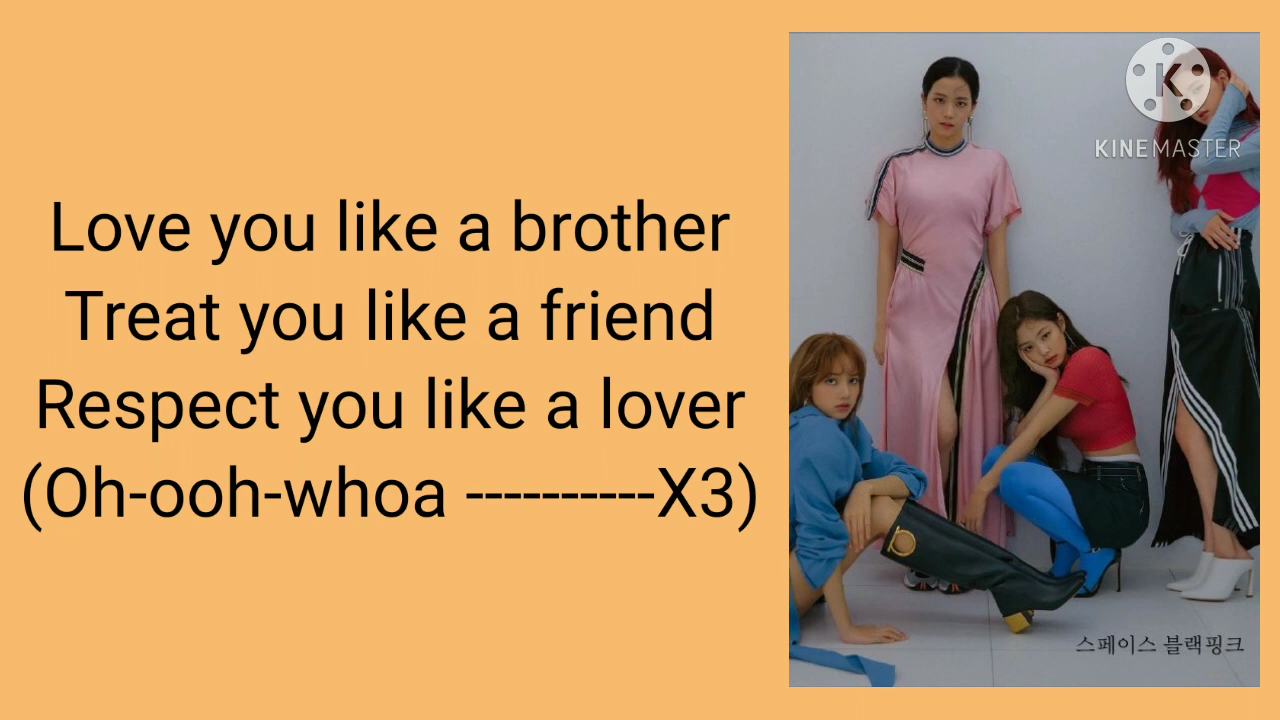 Love you like a brother
Treat you like a friend
Respect you like a lover
(Oh-ooh-whoa ----------X3)
K
KINEMASTER
스페이스 블랙핑크